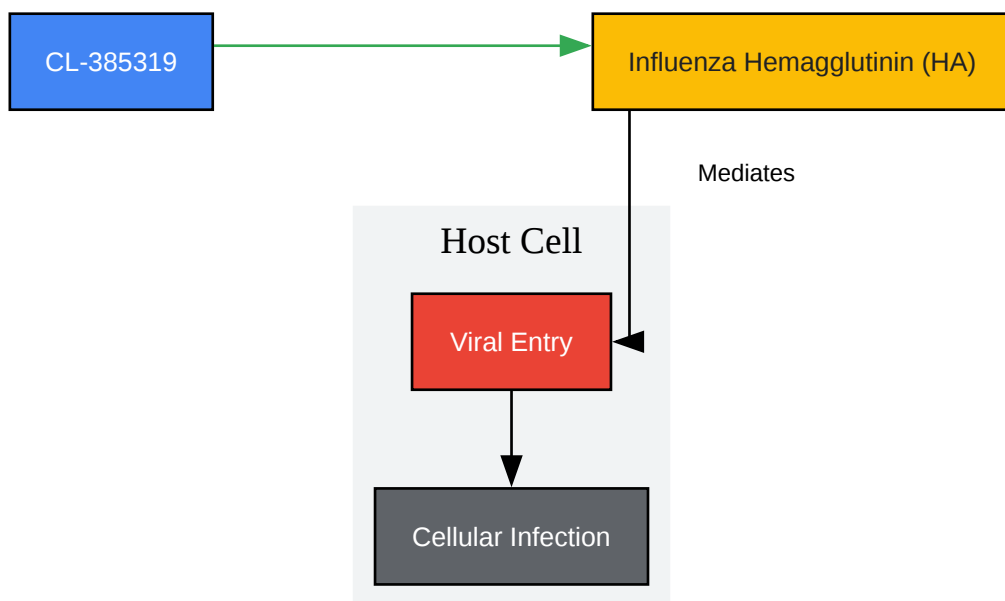 CL-385319
Influenza Hemagglutinin (HA)
Mediates
Host Cell
Viral Entry
Cellular Infection